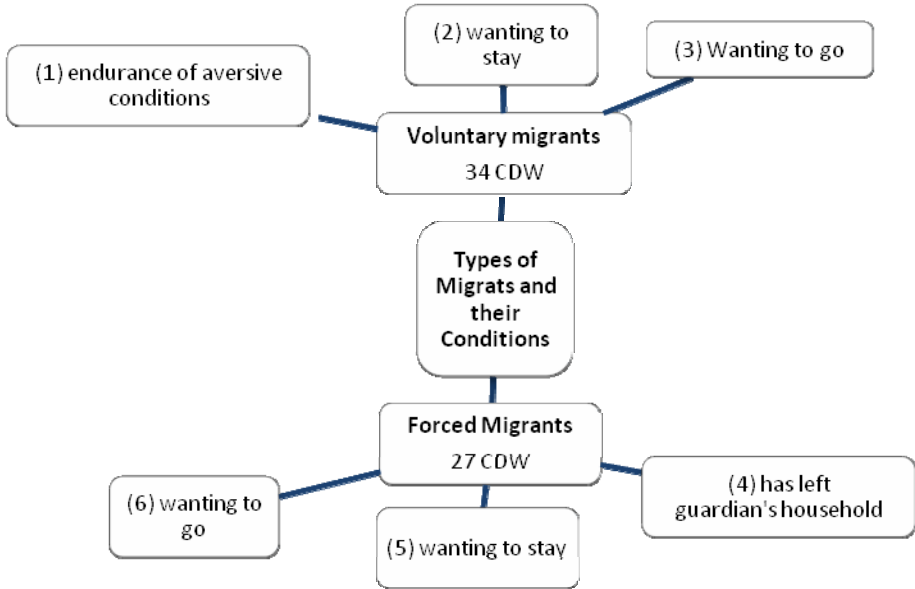 (2) wanting to
stay
(3) Wanting to go
(1) endurance of aversive
conditions
Voluntary migrants
34 CDW
Types of
Migrats and
their
Conditions
Forced Migrants
27 CDW
(6) wanting to
go
(5) wanting to stay
(4) has left
guardian's household